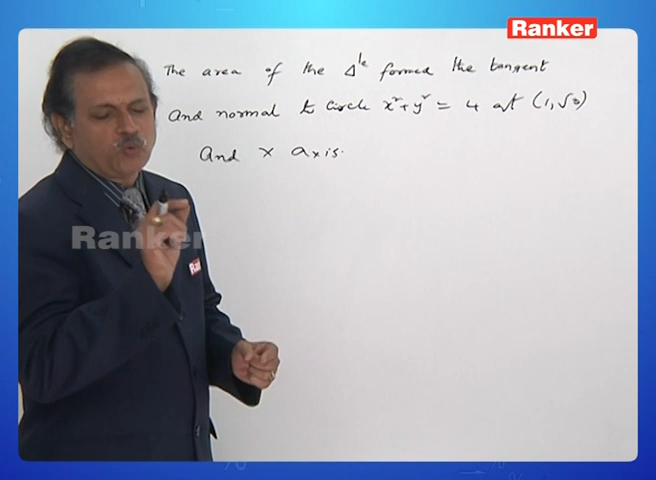 Ranker
The area of the Δle formed the tangent
And normal to circle x²+y² = 4 at (1,√3)
And X axis.
Ranker